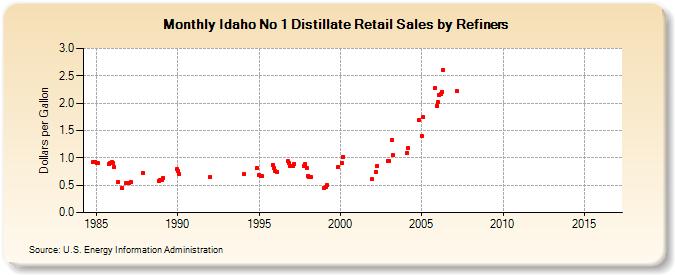 Monthly Idaho No 1 Distillate Retail Sales by Refiners
Dollars per Gallon
3.0
2.5
2.0
1.5
1.0
0.5
0.0
1985 1990 1995 2000 2005 2010 2015
Source: U.S. Energy Information Administration